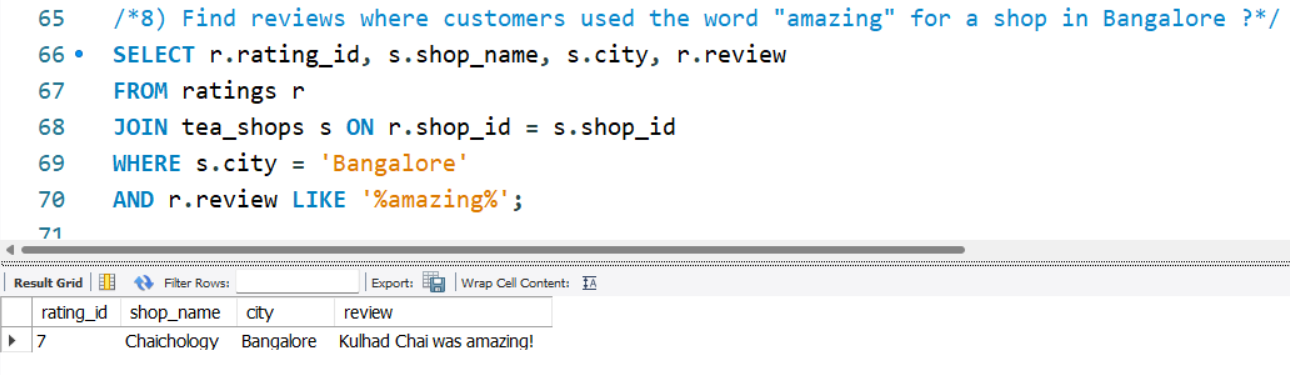 65 /*8) Find reviews where customers used the word "amazing" for a shop in Bangalore ?*/
66 SELECT r.rating_id, s.shop_name, s.city, r.review
67 FROM ratings r
68 JOIN tea_shops s ON r.shop_id = s.shop_id
69 WHERE s.city = 'Bangalore'
70 AND r.review LIKE '%amazing%';
71
Result Grid Filter Rows: Export: Wrap Cell Content: IA
rating_id shop_name city review
7 Chaichology Bangalore Kulhad Chai was amazing!